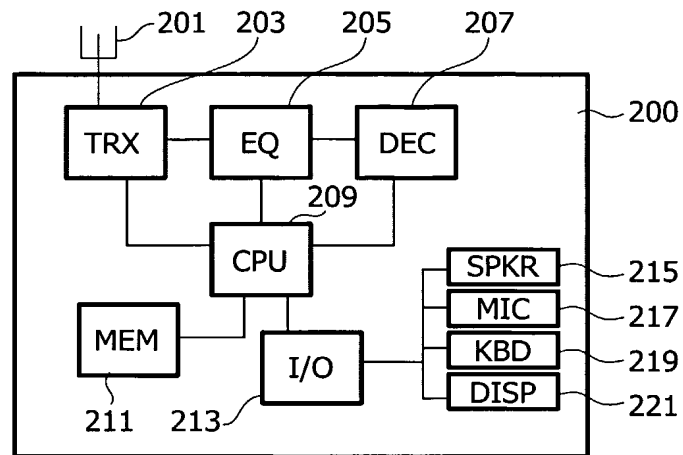 201 203 205 207
200
TRX EQ DEC
209
CPU
SPKR 215
MIC 217
MEM
I/O
KBD 219
DISP 221
211 213